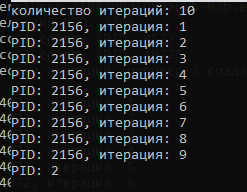 количество итераций: 10
PID: 2156, итерация: 1
PID: 2156, итерация: 2
PID: 2156, итерация: 3
PID: 2156, итерация: 4
PID: 2156, итерация: 5
PID: 2156, итерация: 6
PID: 2156, итерация: 7
PID: 2156, итерация: 8
PID: 2156, итерация: 9
PID: 2